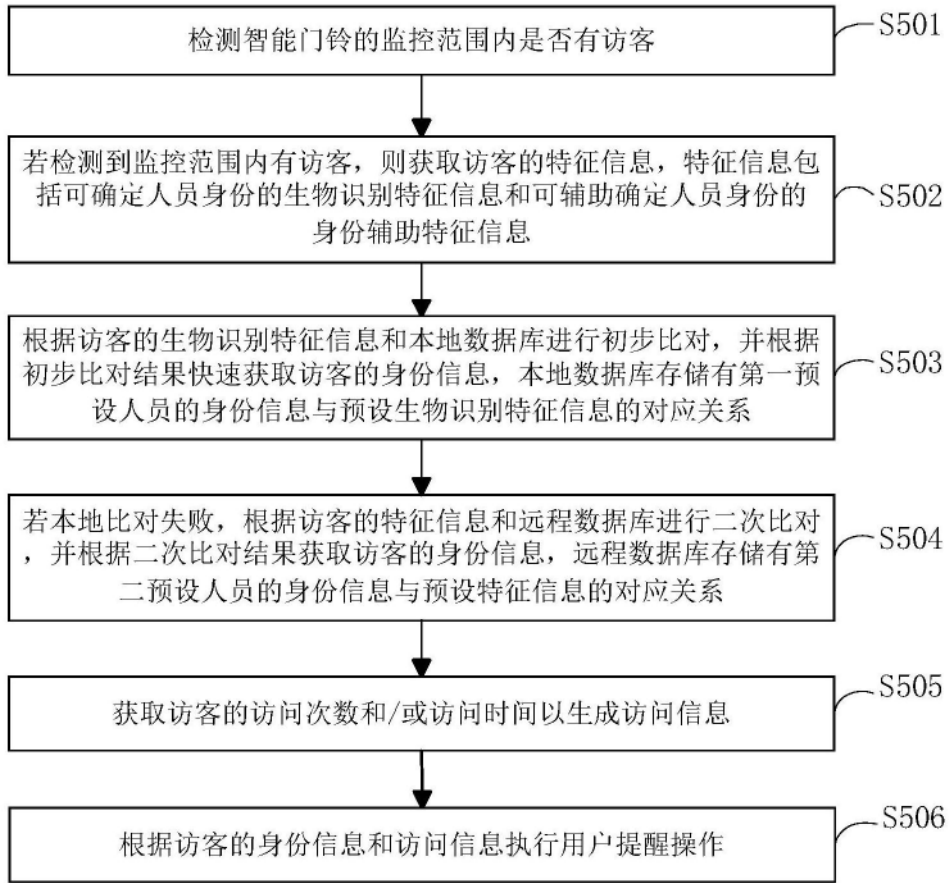 检测智能门铃的监控范围内是否有访客
S501
若检测到监控范围内有访客，则获取访客的特征信息，特征信息包
括可确定人员身份的生物识别特征信息和可辅助确定人员身份的
身份辅助特征信息
S502
根据访客的生物识别特征信息和本地数据库进行初步比对，并根据
初步比对结果快速获取访客的身份信息，本地数据库存储有第一预
设人员的身份信息与预设生物识别特征信息的对应关系
S503
若本地比对失败，根据访客的特征信息和远程数据库进行二次比对
，并根据二次比对结果获取访客的身份信息，远程数据库存储有第
二预设人员的身份信息与预设特征信息的对应关系
S504
获取访客的访问次数和/或访问时间以生成访问信息
S505
根据访客的身份信息和访问信息执行用户提醒操作
S506